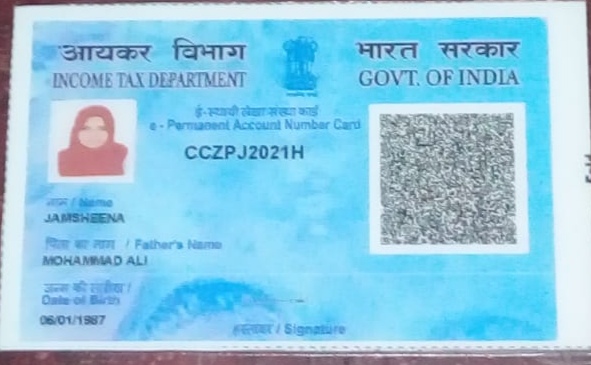 आयकर विभाग
INCOME TAX DEPARTMENT
भारत सरकार
GOVT. OF INDIA
ई-स्थायी लेखा संख्या कार्ड
e - Permanent Account Number Card
CCZPJ2021H
नाम / Name
JAMSHEENA
पिता का नाम / Father's Name
MOHAMMAD ALI
जन्म की तारीख /
Date of Birth
06/01/1987
हस्ताक्षर / Signature